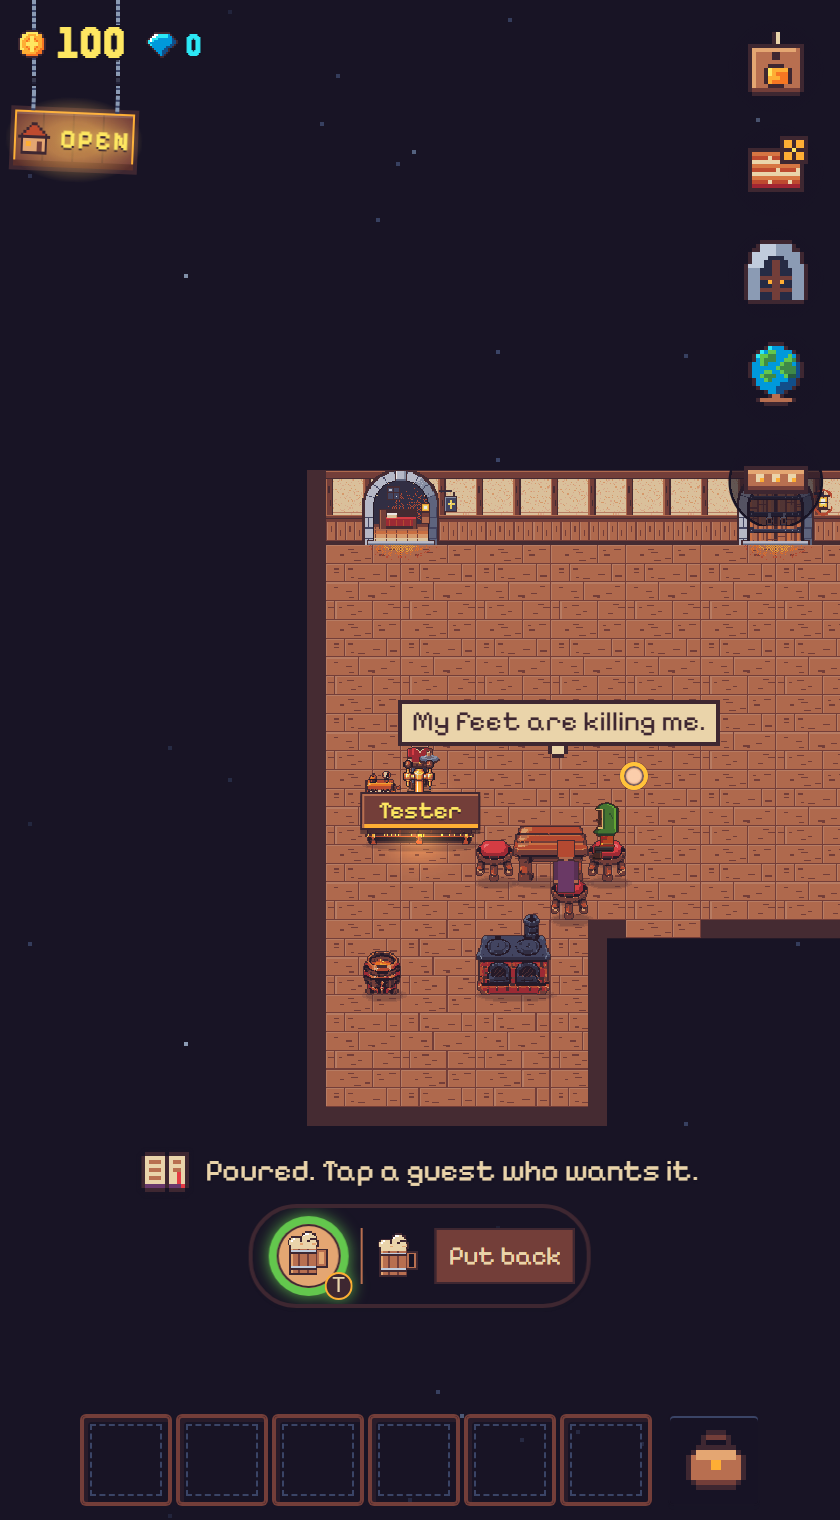 100
0
OPEN
My feet are killing me.
Tester
Poured. Tap a guest who wants it.
T
Put back